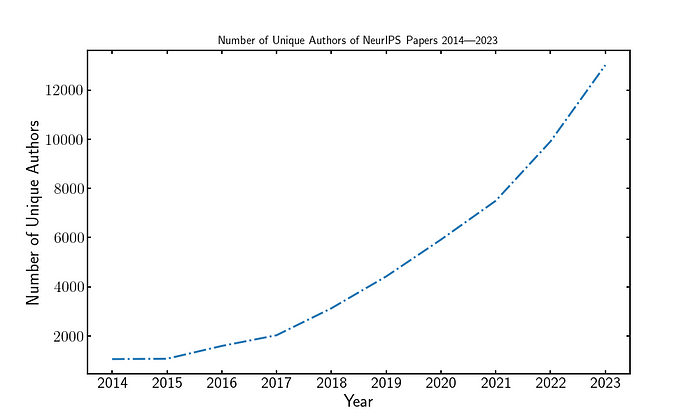 Number of Unique Authors of NeurIPS Papers 2014—2023
Number of Unique Authors
12000
10000
8000
6000
4000
2000
2014 2015 2016 2017 2018 2019 2020 2021 2022 2023
Year